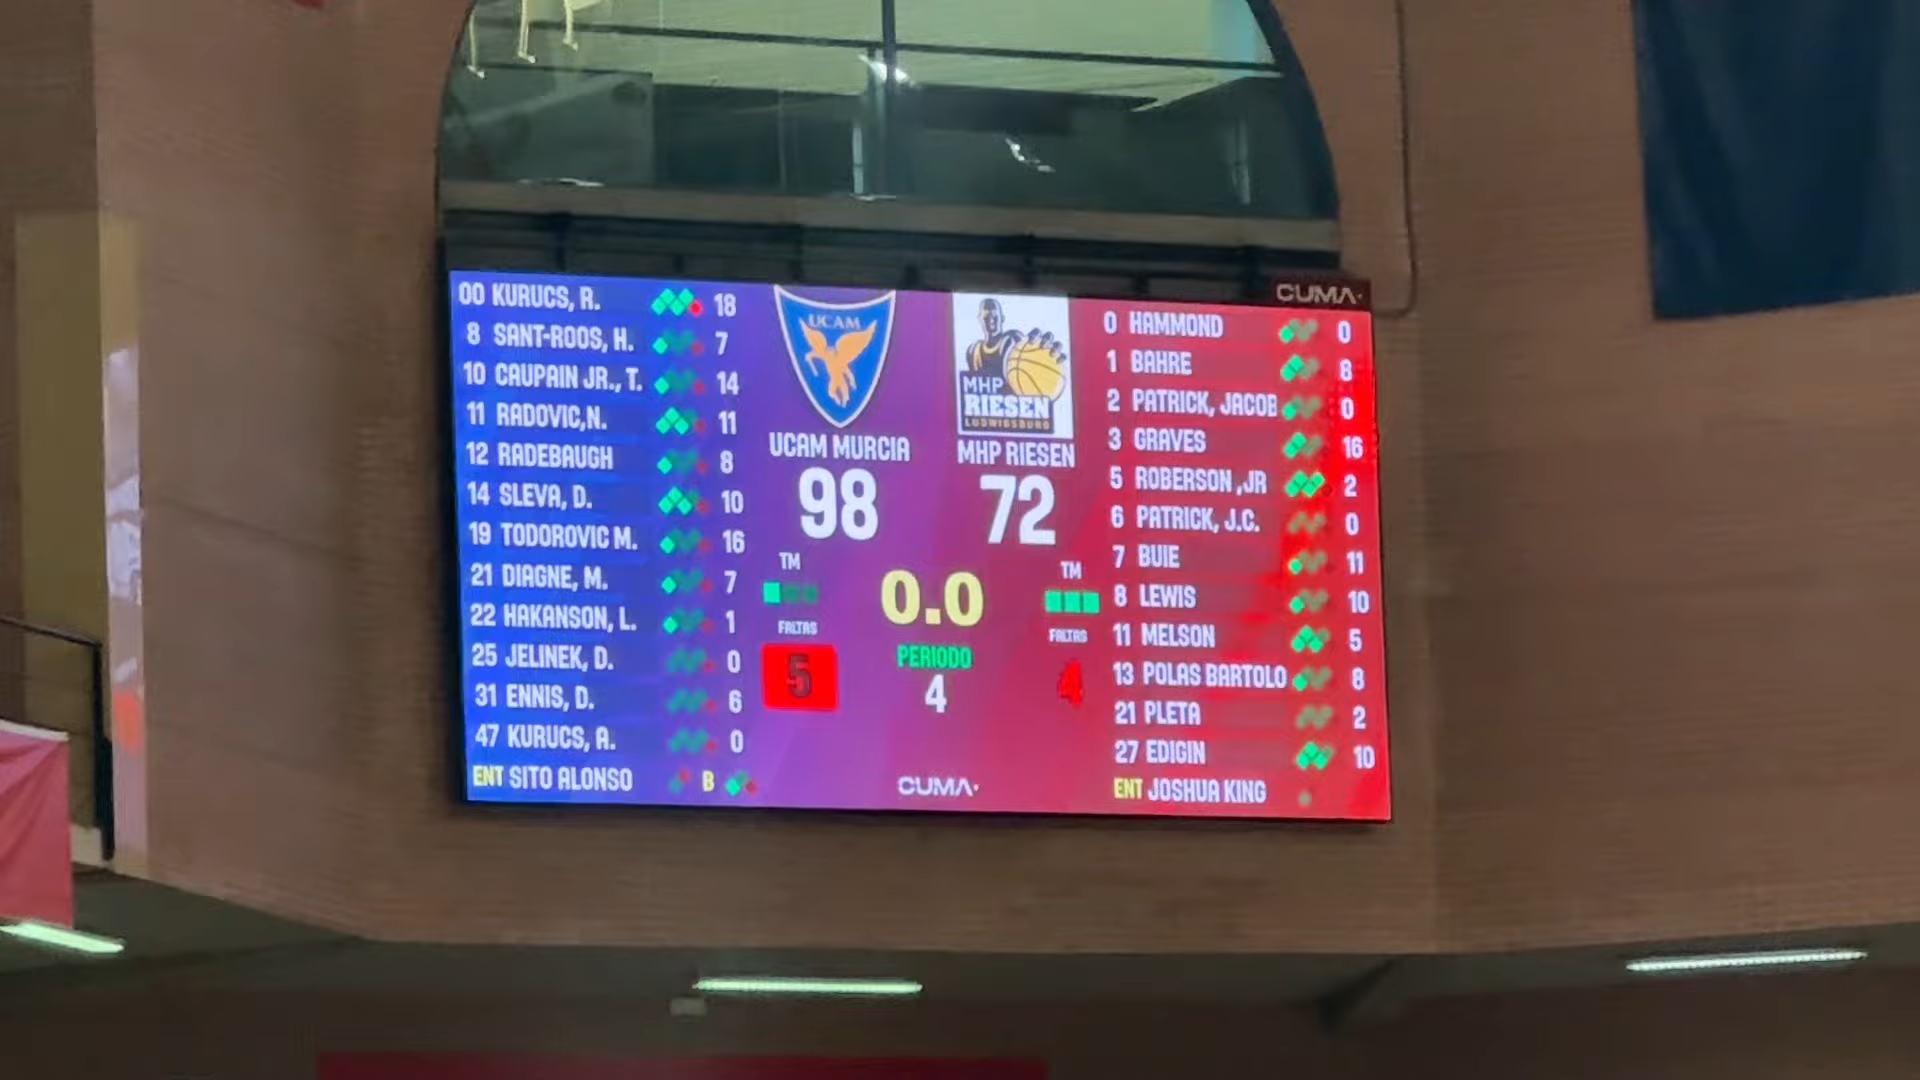 00 KURUCS, R. 18
8 SANT-ROOS, H. 7
10 CAUPAIN JR., T. 14
11 RADOVIC,N. 11
12 RADEBAUGH 8
14 SLEVA, D. 10
19 TODOROVIC M. 16
21 DIAGNE, M. 7
22 HAKANSON, L. 1
25 JELINEK, D. 0
31 ENNIS, D. 6
47 KURUCS, A. 0
ENT SITO ALONSO B
UCAM
UCAM MURCIA
98
TM
FALTAS
5
MHP
RIESEN
LUDWIGSBURG
MHP RIESEN
72
TM
FALTAS
4
0.0
PERIODO
4
CUMA
CUMA
0 HAMMOND 0
1 BAHRE 8
2 PATRICK, JACOB 0
3 GRAVES 16
5 ROBERSON ,JR 2
6 PATRICK, J.C. 0
7 BUIE 11
8 LEWIS 10
11 MELSON 5
13 POLAS BARTOLO 8
21 PLETA 2
27 EDIGIN 10
ENT JOSHUA KING